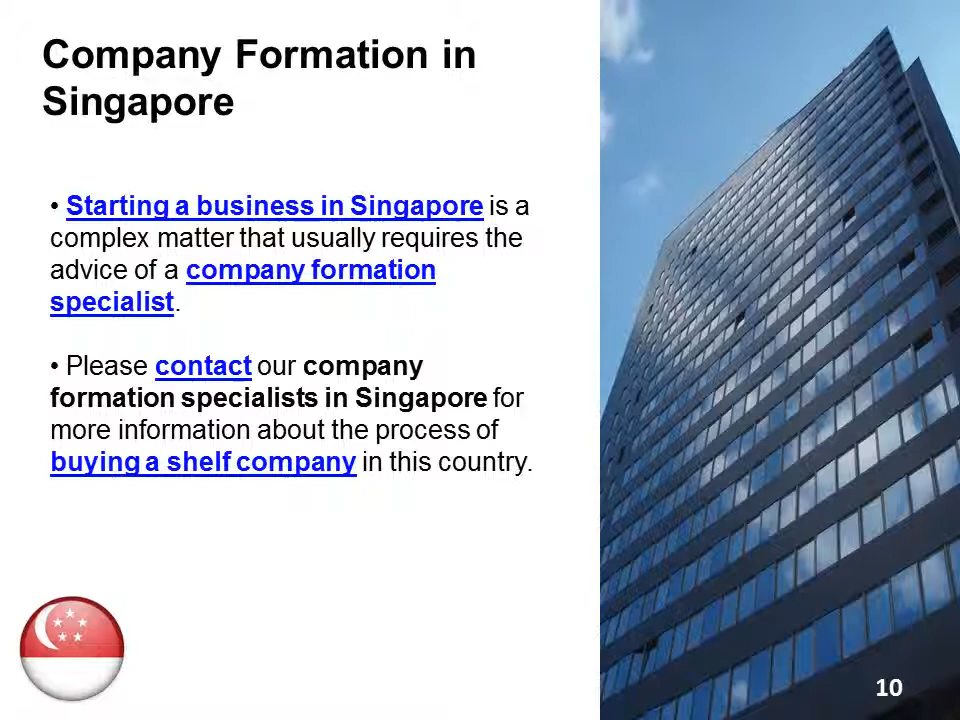 Company Formation in
Singapore
• Starting a business in Singapore is a
complex matter that usually requires the
advice of a company formation
specialist.
• Please contact our company
formation specialists in Singapore for
more information about the process of
buying a shelf company in this country.
10